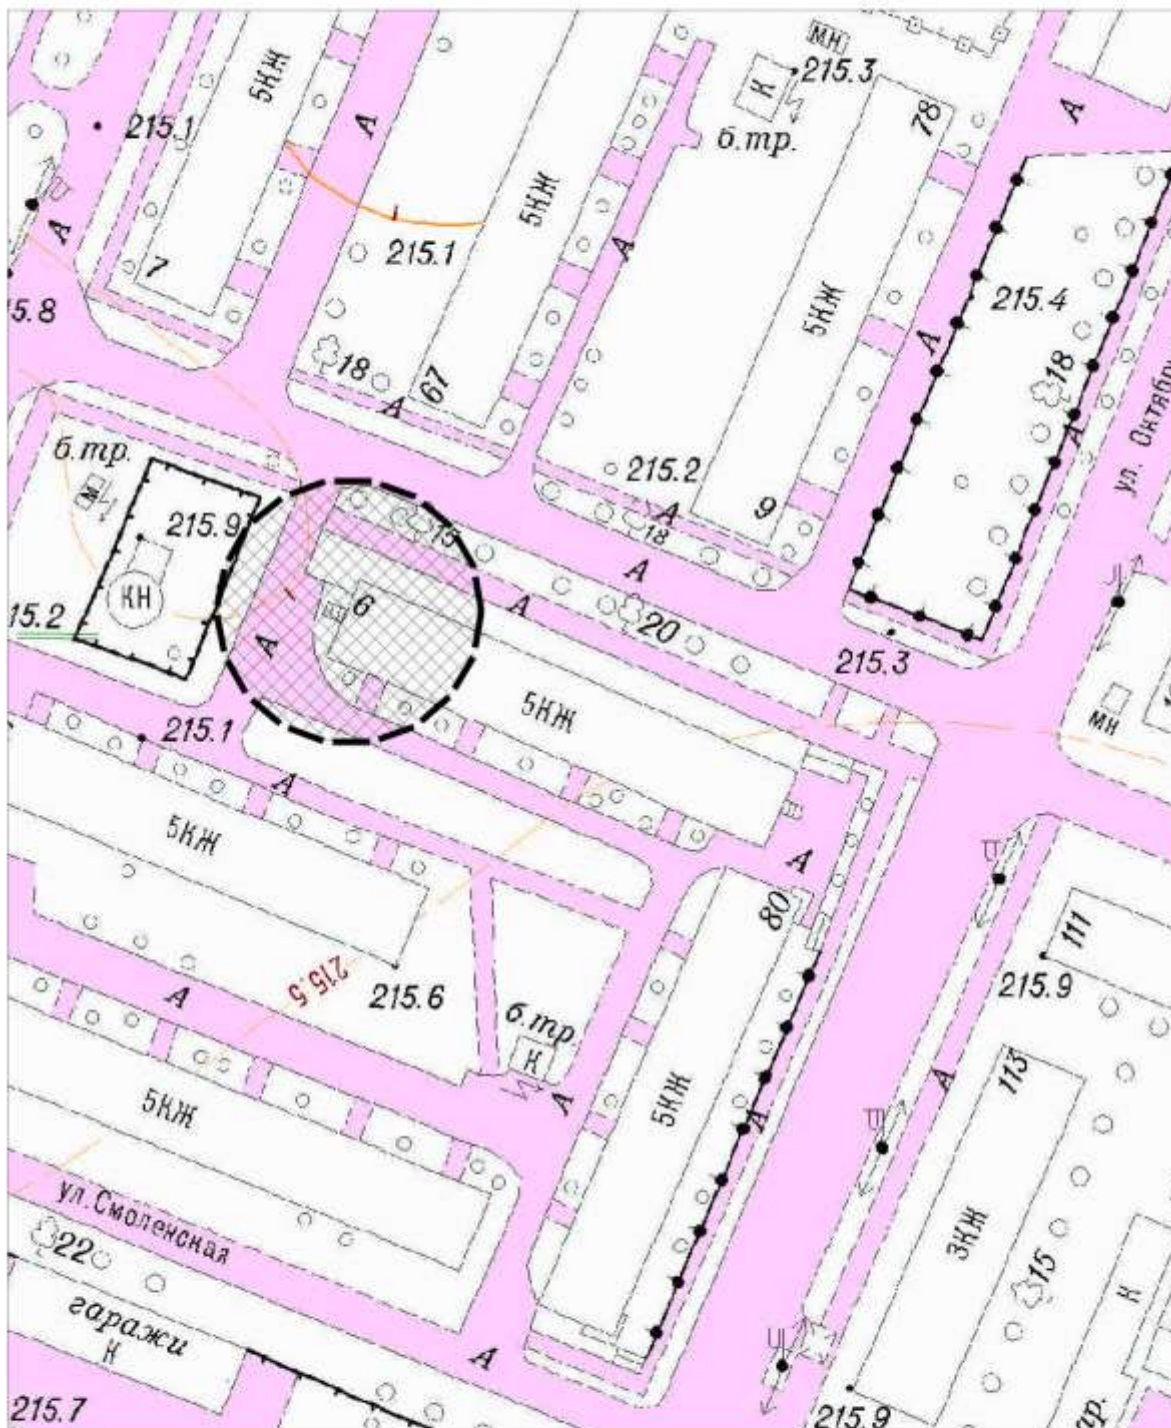 5КЖ
А
215.1
А
7
18
215.1
5КЖ
67
А
А
мн
К
215.3
б.тр.
78
5КЖ
А
9
А
215.4
18
А
ул. Октябр
5.8
А
б.тр.
М
215.9
КН
15.2
15
6
А
А
215.2
18
А
А
20
215.3
мн
5КЖ
215.1
А
5КЖ
А
80
215.5
215.6
б.тр
К
А
А
5КЖ
5КЖ
А
111
215.9
А
113
3КЖ
15
К
ул.Смоленская
22
гаражи
К
А
215.7
215.9
тр.